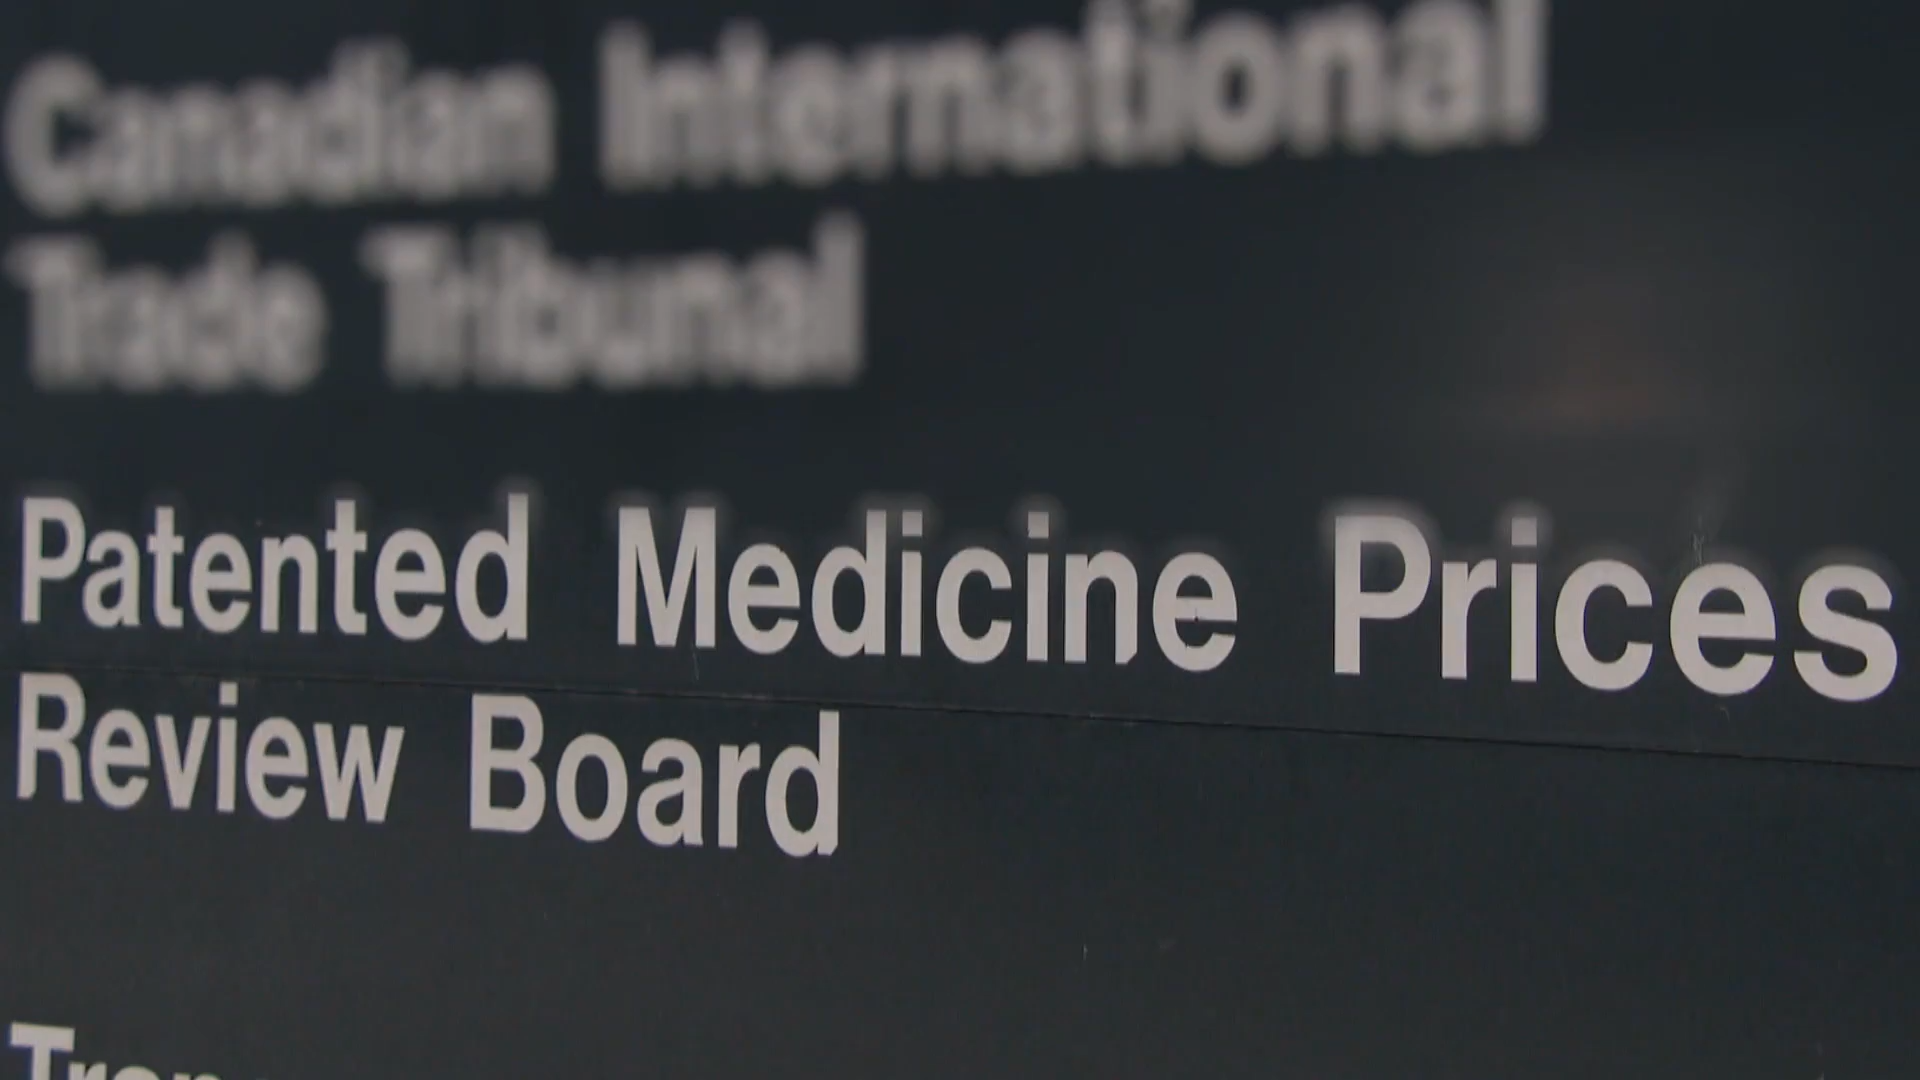 Canadian International
Trade Tribunal
Patented Medicine Prices
Review Board